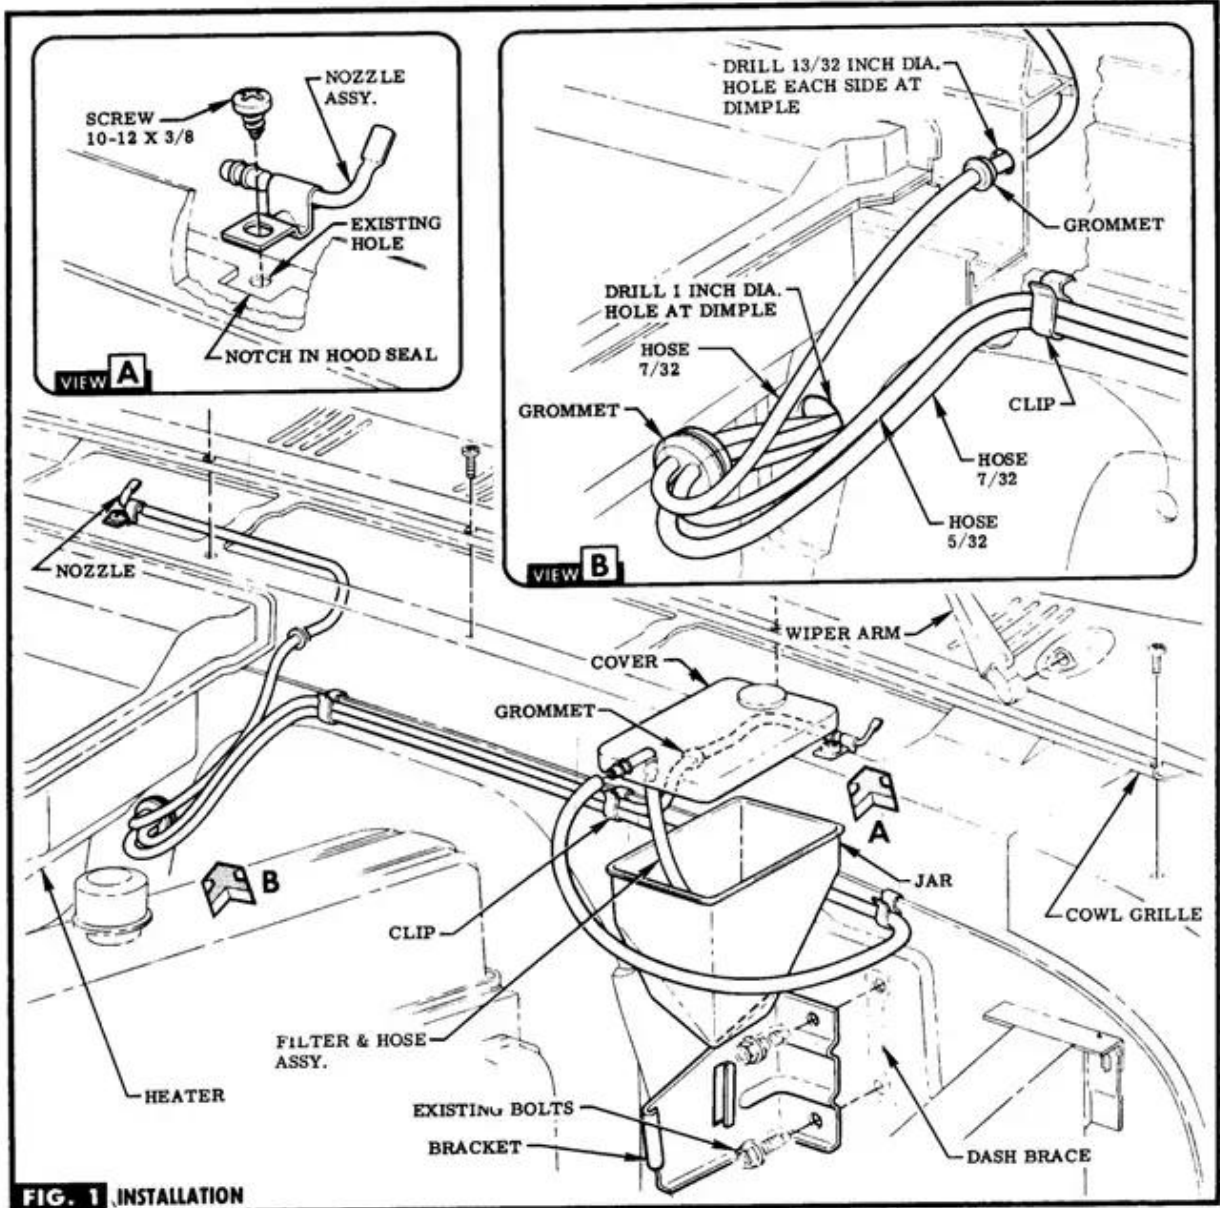 NOZZLE
ASSY.
SCREW
10-12 X 3/8
EXISTING
HOLE
NOTCH IN HOOD SEAL
VIEW A
DRILL 13/32 INCH DIA.
HOLE EACH SIDE AT
DIMPLE
GROMMET
DRILL 1 INCH DIA.
HOLE AT DIMPLE
HOSE
7/32
GROMMET
CLIP
HOSE
7/32
HOSE
5/32
VIEW B
NOZZLE
WIPER ARM
COVER
GROMMET
A
B
JAR
COWL GRILLE
CLIP
FILTER & HOSE
ASSY.
HEATER
EXISTING BOLTS
BRACKET
DASH BRACE
FIG. 1 INSTALLATION